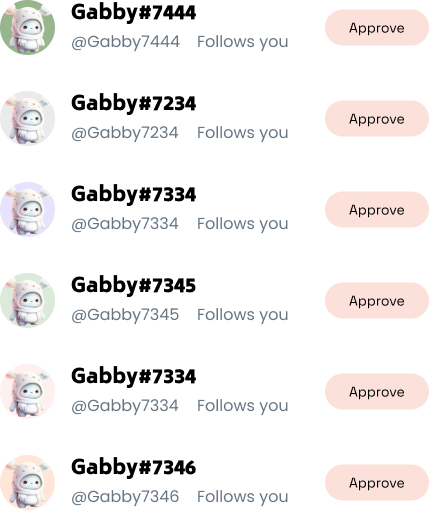 Gabby#7444
@Gabby7444 Follows you
Approve
Gabby#7234
@Gabby7234 Follows you
Approve
Gabby#7334
@Gabby7334 Follows you
Approve
Gabby#7345
@Gabby7345 Follows you
Approve
Gabby#7334
@Gabby7334 Follows you
Approve
Gabby#7346
@Gabby7346 Follows you
Approve